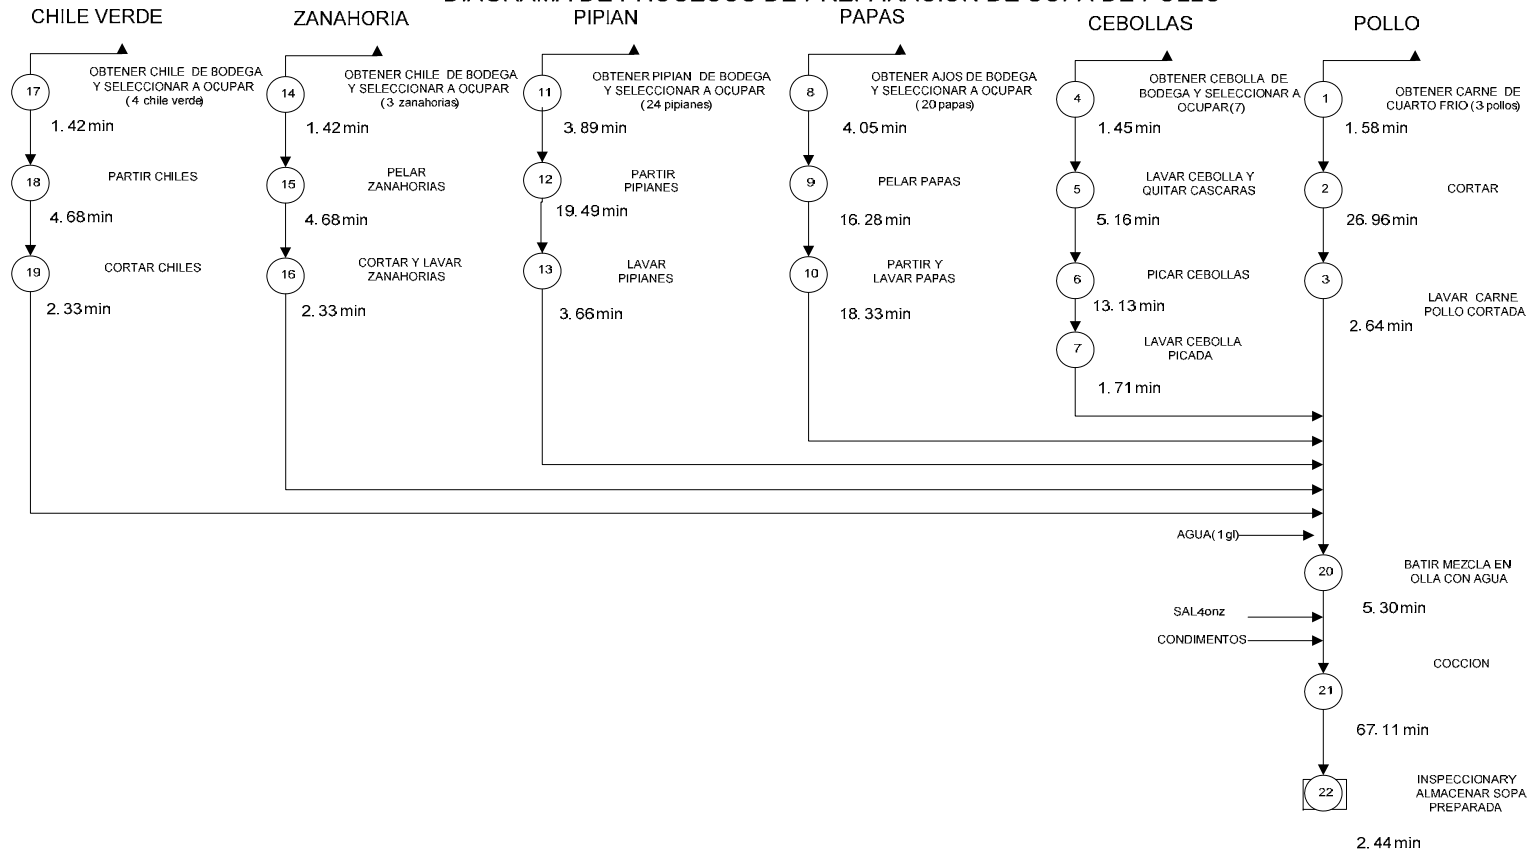 CHILE VERDE
OBTENER CHILE DE BODEGA
Y SELECCIONAR A OCUPAR
( 4 chile verde)
17
1. 42 min
18
PARTIR CHILES
4. 68 min
19
CORTAR CHILES
2. 33 min
ZANAHORIA
OBTENER CHILE DE BODEGA
Y SELECCIONAR A OCUPAR
(3 zanahorias)
14
1. 42 min
15
PELAR
ZANAHORIAS
4. 68 min
16
CORTAR Y LAVAR
ZANAHORIAS
2. 33 min
PIPIAN
OBTENER PIPIAN DE BODEGA
Y SELECCIONAR A OCUPAR
(24 pipianes)
11
3. 89 min
12
PARTIR
PIPIANES
19. 49 min
13
LAVAR
PIPIANES
3. 66 min
PAPAS
OBTENER AJOS DE BODEGA
Y SELECCIONAR A OCUPAR
( 20 papas)
8
4. 05 min
9
PELAR PAPAS
16. 28 min
10
PARTIR Y
LAVAR PAPAS
18. 33 min
CEBOLLAS
OBTENER CEBOLLA DE
BODEGA Y SELECCIONAR A
OCUPAR(7)
4
1. 45 min
5
LAVAR CEBOLLA Y
QUITAR CASCARAS
5. 16 min
6
PICAR CEBOLLAS
13. 13 min
7
LAVAR CEBOLLA
PICADA
1. 71 min
POLLO
OBTENER CARNE DE
CUARTO FRIO ( 3 pollos)
1
1. 58 min
2
CORTAR
26. 96 min
3
LAVAR CARNE
POLLO CORTADA
2. 64 min
AGUA( 1 gl)
20
BATIR MEZCLA EN
OLLA CON AGUA
5. 30 min
SAL4onz
CONDIMENTOS
COCCION
21
67. 11 min
22
INSPECCIONARY
ALMACENAR SOPA
PREPARADA
2. 44 min